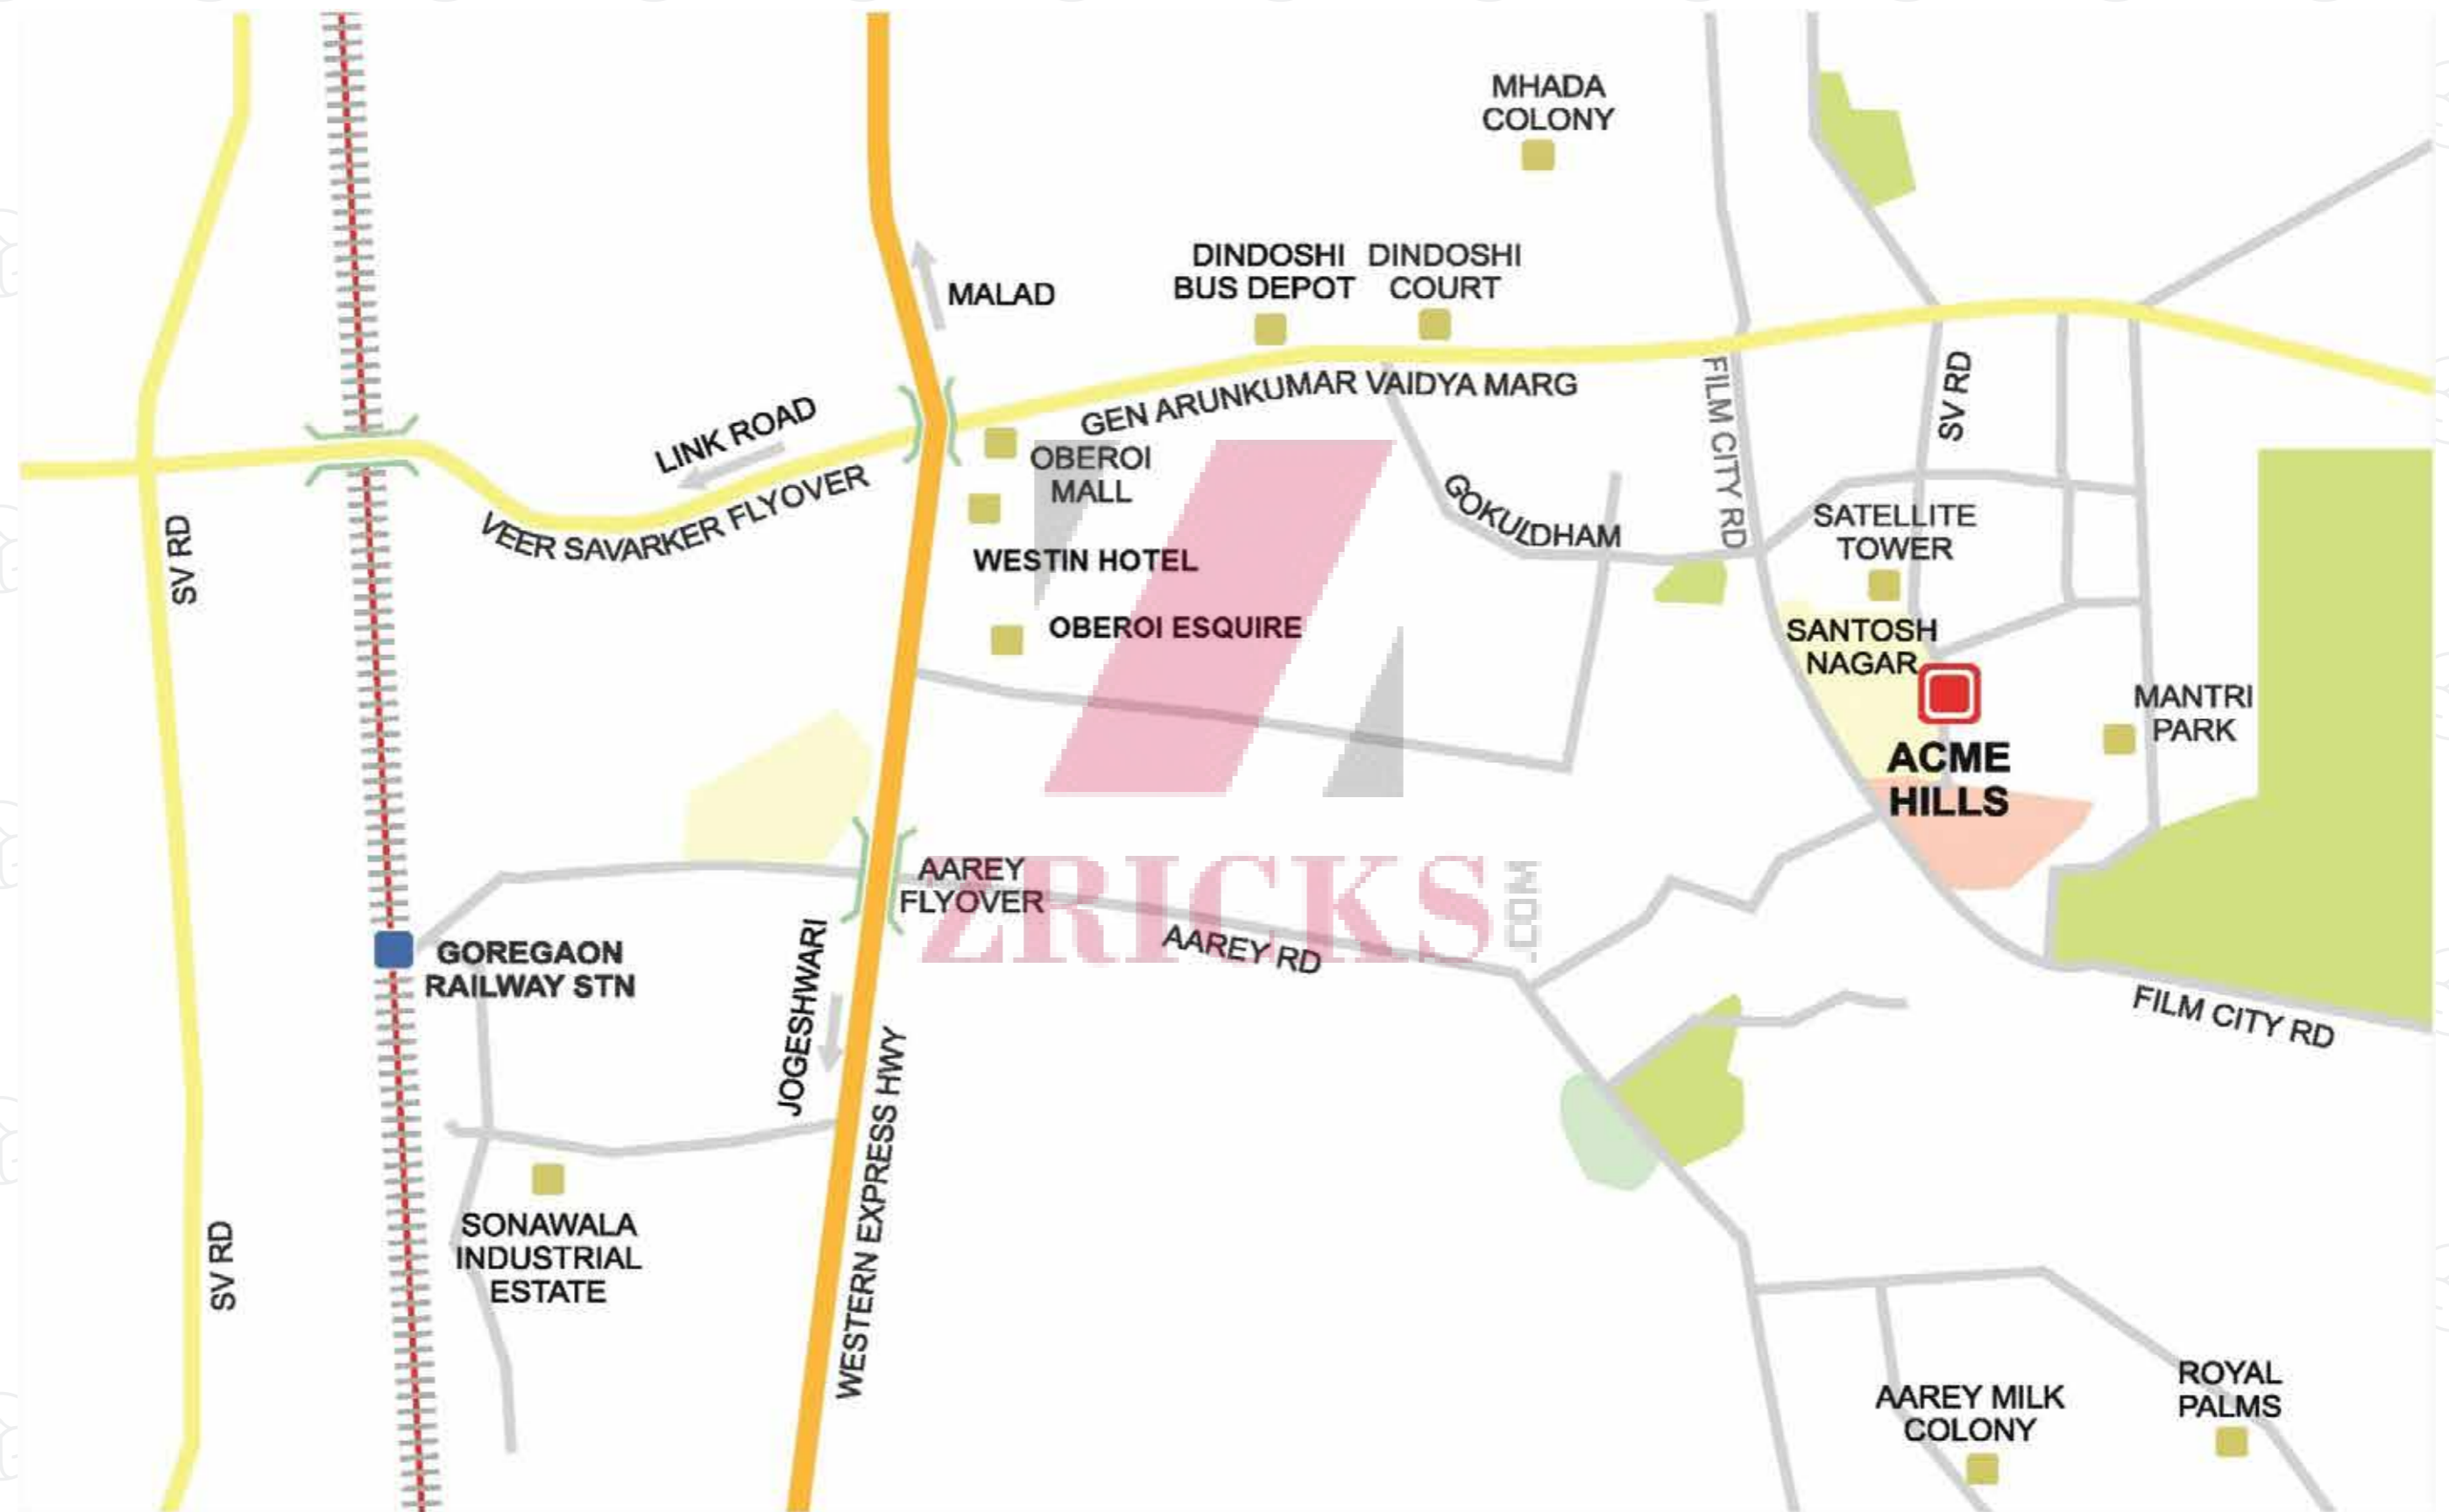 MHADA
COLONY
DINDOSHI
BUS DEPOT
DINDOSHI
COURT
MALAD
GEN ARUNKUMAR VAIDYA MARG
LINK ROAD
VEER SAVARKER FLYOVER
OBEROI
MALL
WESTIN HOTEL
OBEROI ESQUIRE
GOKULDHAM
FILM CITY RD
SV RD
SV RD
SATELLITE
TOWER
SANTOSH
NAGAR
MANTRI
PARK
ACME
HILLS
AAREY
FLYOVER
ZRICKS
.COM
AAREY RD
GOREGAON
RAILWAY STN
JOGESHWARI
FILM CITY RD
WESTERN EXPRESS HWY
SONAWALA
INDUSTRIAL
ESTATE
SV RD
AAREY MILK
COLONY
ROYAL
PALMS